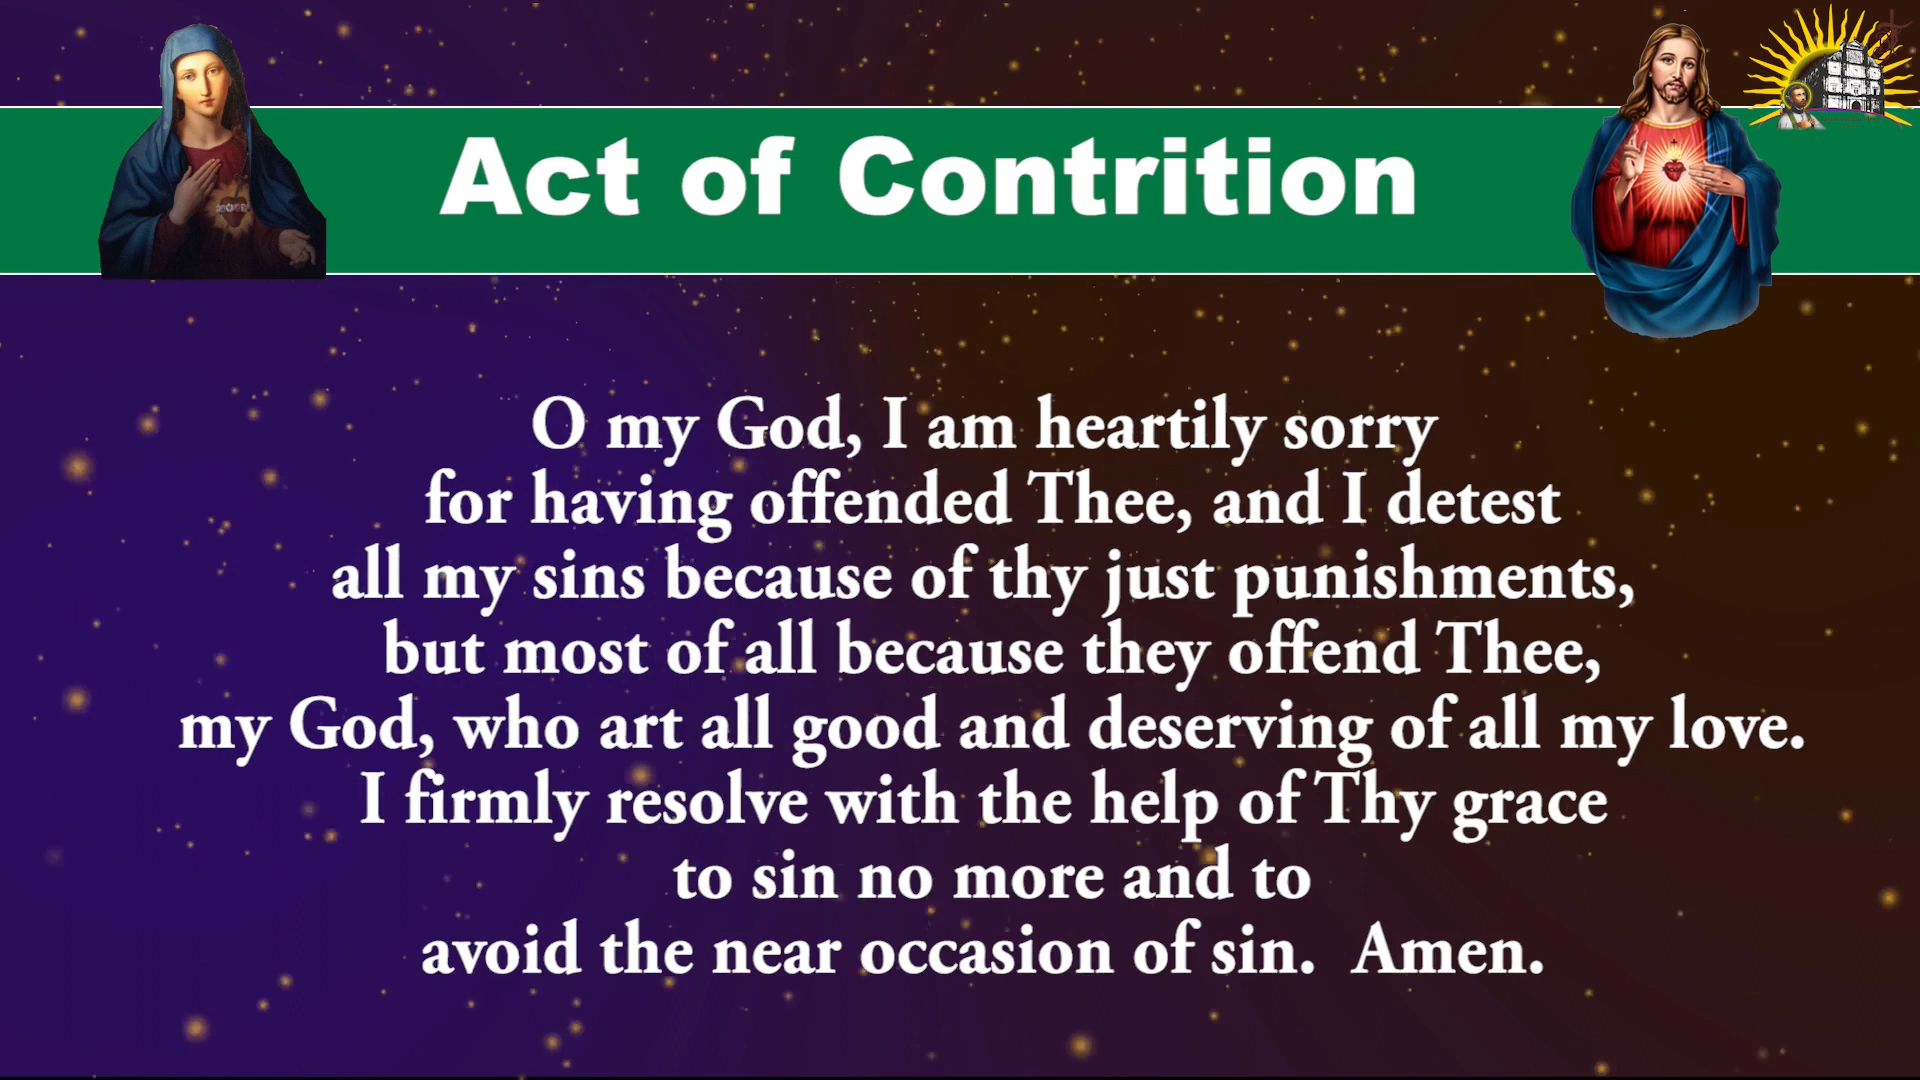 Act of Contrition
O my God, I am heartily sorry
for having offended Thee, and I detest
all my sins because of thy just punishments,
but most of all because they offend Thee,
my God, who art all good and deserving of all my love.
I firmly resolve with the help of Thy grace
to sin no more and to
avoid the near occasion of sin.  Amen.